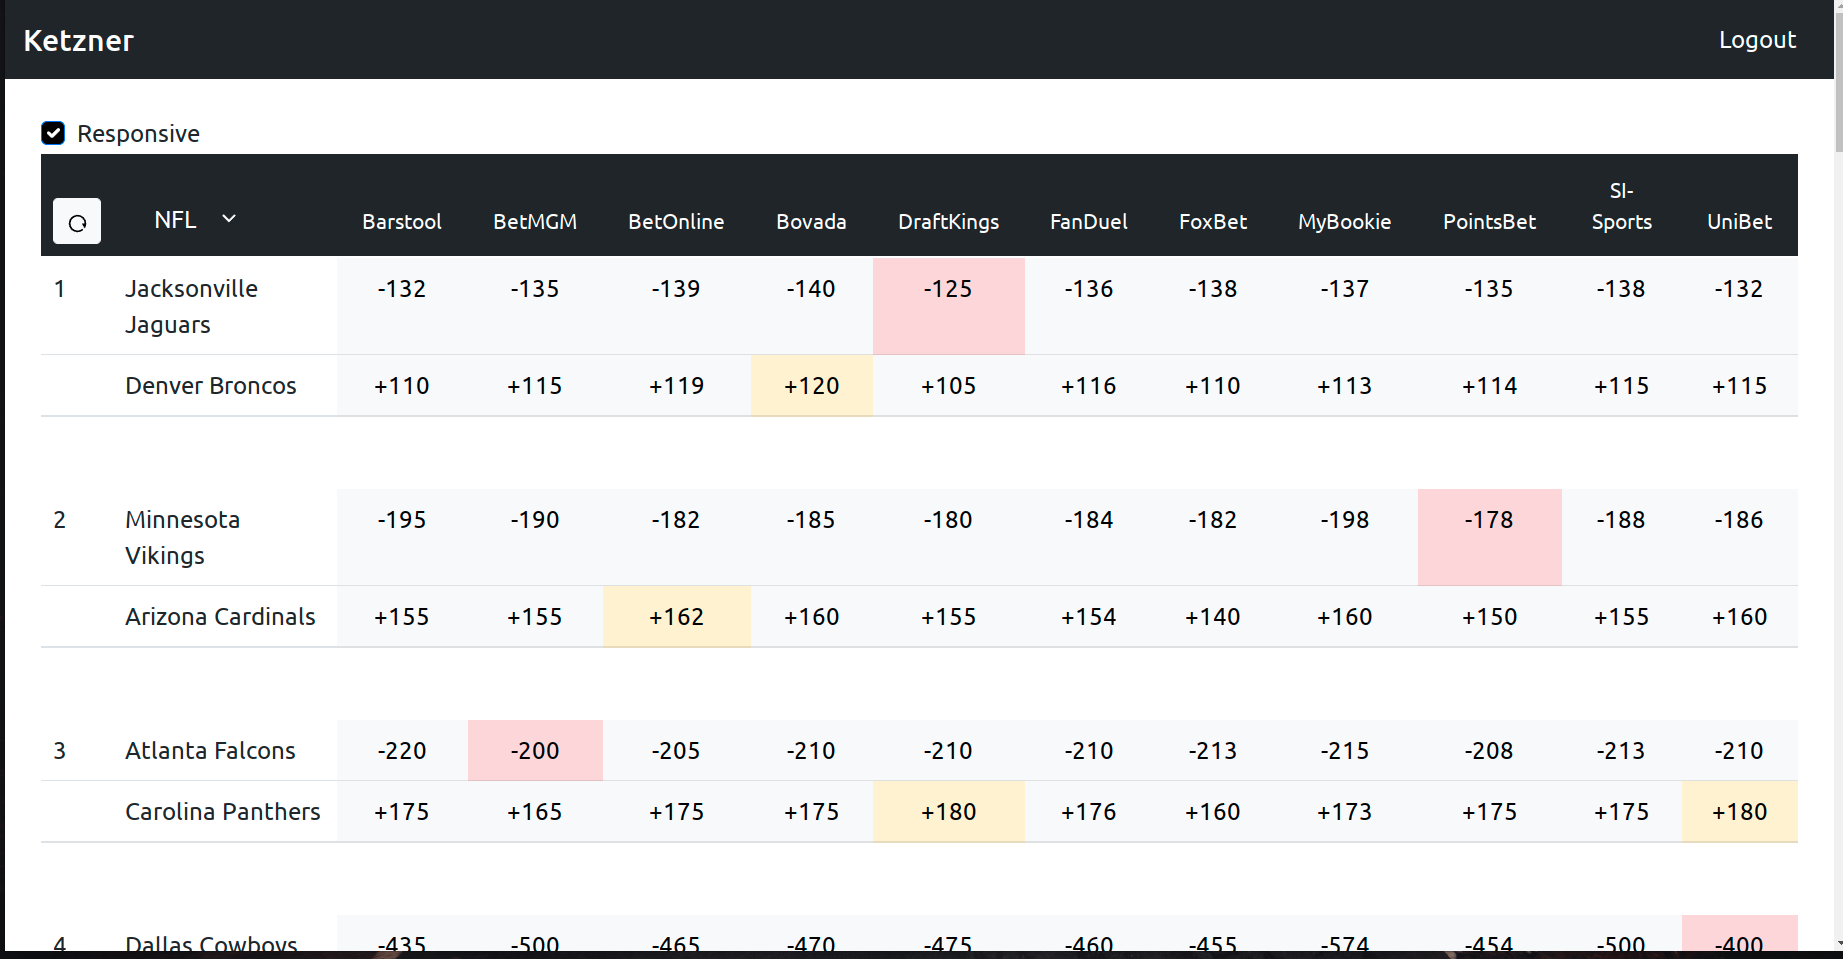 Ketzner Logout
Responsive
SI-
NFL Barstool BetMGM BetOnline Bovada DraftKings FanDuel FoxBet MyBookie PointsBet Sports UniBet
1 Jacksonville -132 -135 -139 -140 -125 -136 -138 -137 -135 -138 -132
Jaguars
Denver Broncos +110 +115 +119 +120 +105 +116 +110 +113 +114 +115 +115
2 Minnesota -195 -190 -182 -185 -180 -184 -182 -198 -178 -188 -186
Vikings
Arizona Cardinals +155 +155 +162 +160 +155 +154 +140 +160 +150 +155 +160
3 Atlanta Falcons -220 -200 -205 -210 -210 -210 -213 -215 -208 -213 -210
Carolina Panthers +175 +165 +175 +175 +180 +176 +160 +173 +175 +175 +180
4 Dallas Cowboys -435 -500 -465 -470 -475 -460 -455 -574 -454 -500 -400